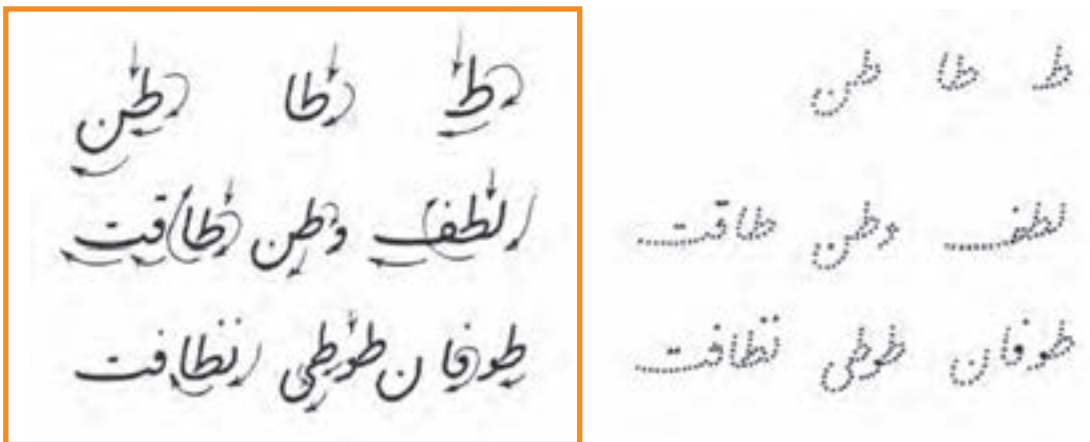 ط طا طن
لطف وطن طاقت
طوفان طوطی نظافت
ط طا طن
لطف وطن طاقت
طوفان طوطی نظافت